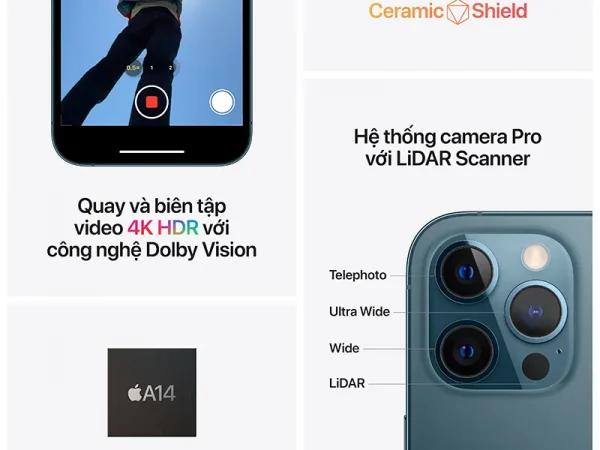 Ceramic Shield
0.5× 1 2
Quay và biên tập
video 4K HDR với
công nghệ Dolby Vision
Hệ thống camera Pro
với LiDAR Scanner
Telephoto
Ultra Wide
Wide
LiDAR
A14